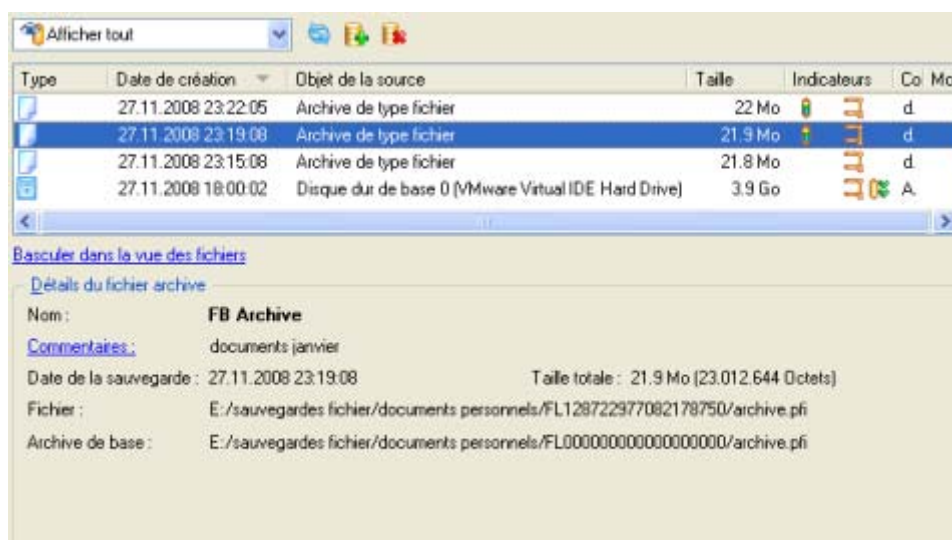 Afficher tout
Type Date de création Objet de la source Taille Indicateurs Co Mo
27.11.2008 23:22:05 Archive de type fichier 22 Mo d.
27.11.2008 23:19:08 Archive de type fichier 21.9 Mo d.
27.11.2008 23:15:08 Archive de type fichier 21.8 Mo d.
27.11.2008 18:00:02 Disque dur de base 0 (VMware Virtual IDE Hard Drive) 3.9 Go A.
Basculer dans la vue des fichiers
Détails du fichier archive
Nom : FB Archive
Commentaires : documents janvier
Date de la sauvegarde : 27.11.2008 23:19:08 Taille totale : 21.9 Mo (23.012.644 Octets)
Fichier : E:/sauvegardes fichier/documents personnels/FL128722977082178750/archive.pfi
Archive de base : E:/sauvegardes fichier/documents personnels/FL000000000000000000/archive.pfi